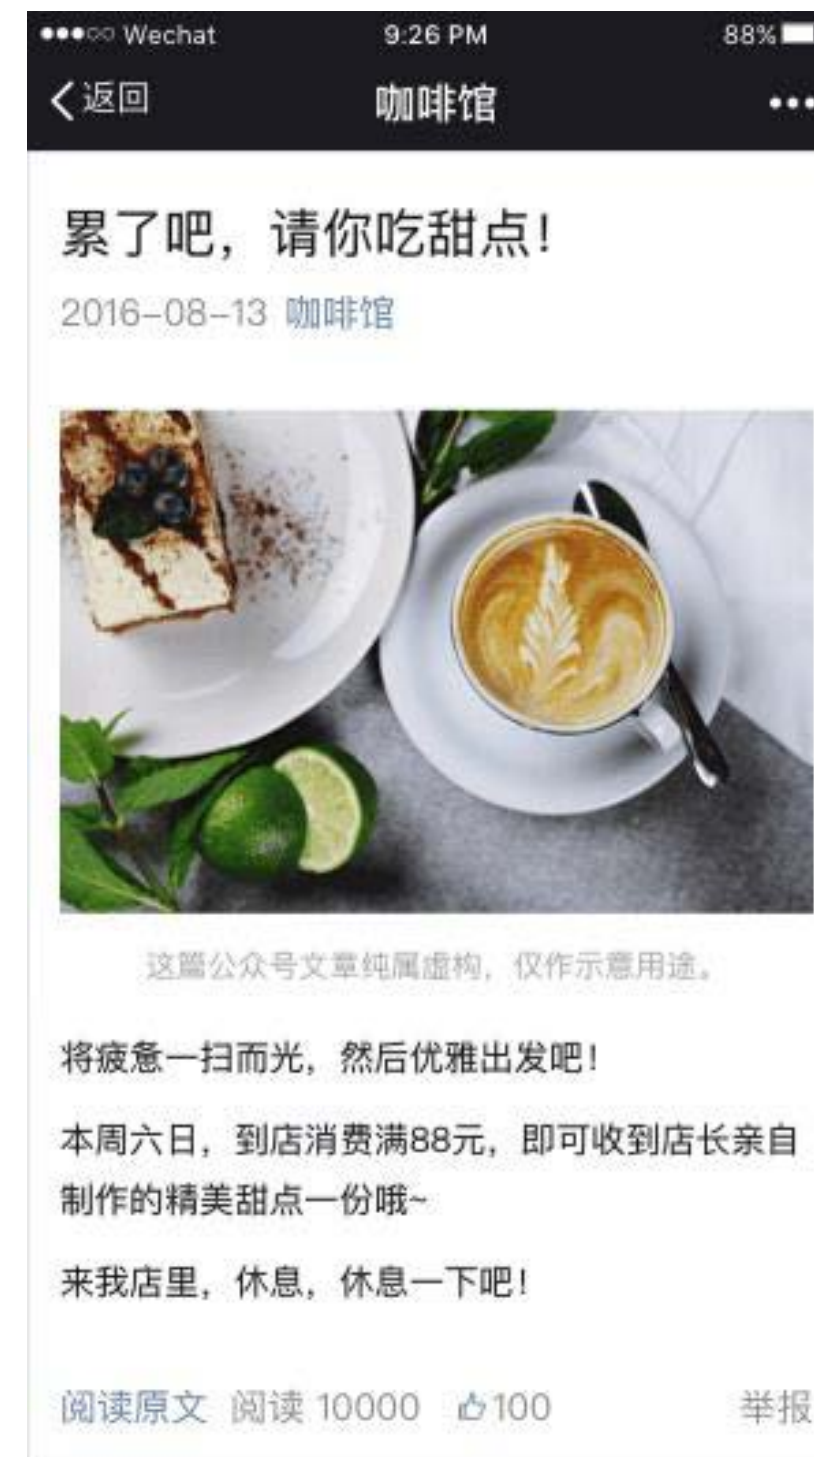 Wechat 9:26 PM 88%
返回 咖啡馆
累了吧，请你吃甜点！
2016-08-13 咖啡馆
这篇公众号文章纯属虚构，仅作示意用途。
将疲惫一扫而光，然后优雅出发吧！
本周六日，到店消费满88元，即可收到店长亲自
制作的精美甜点一份哦~
来我店里，休息，休息一下吧！
阅读原文 阅读 10000 100 举报